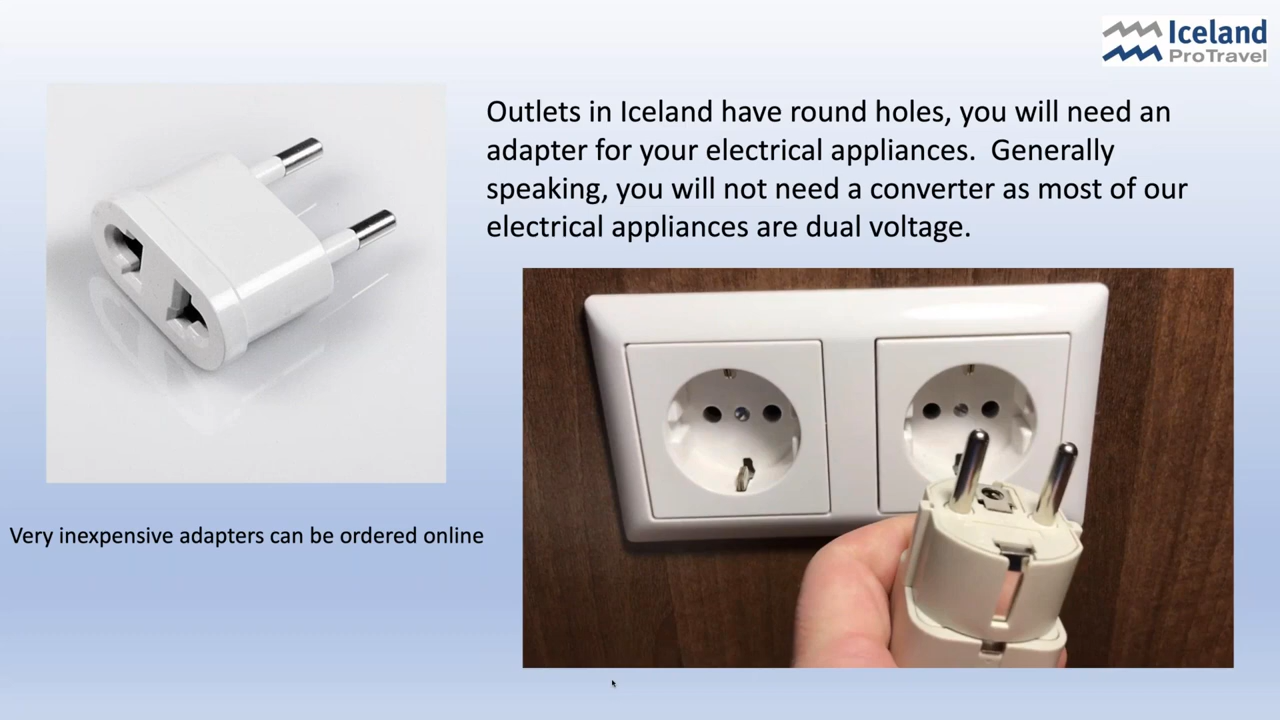 Iceland
ProTravel
Outlets in Iceland have round holes, you will need an
adapter for your electrical appliances.  Generally
speaking, you will not need a converter as most of our
electrical appliances are dual voltage.
Very inexpensive adapters can be ordered online